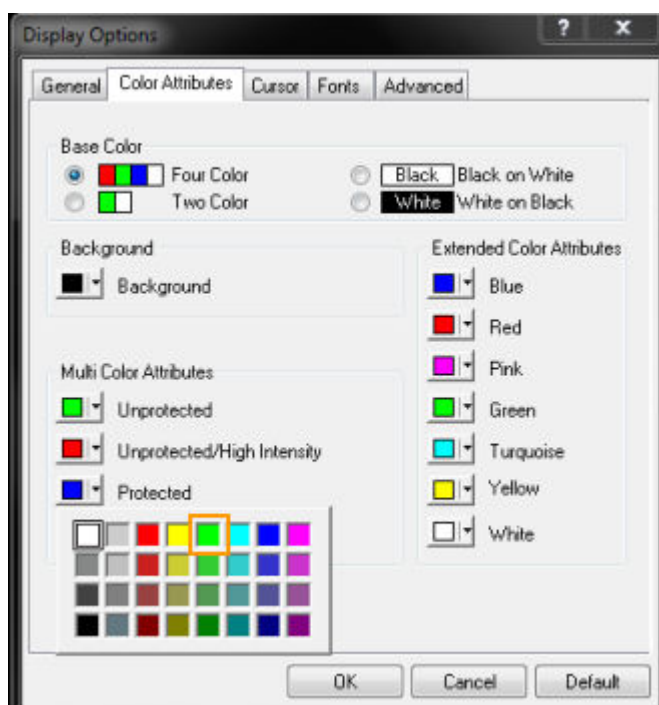 Display Options
? x
General Color Attributes Cursor Fonts Advanced
Base Color
Four Color
Black Black on White
Two Color
White White on Black
Background
Background
Extended Color Attributes
Blue
Red
Pink
Green
Turquoise
Yellow
White
Multi Color Attributes
Unprotected
Unprotected/High Intensity
Protected
OK Cancel Default